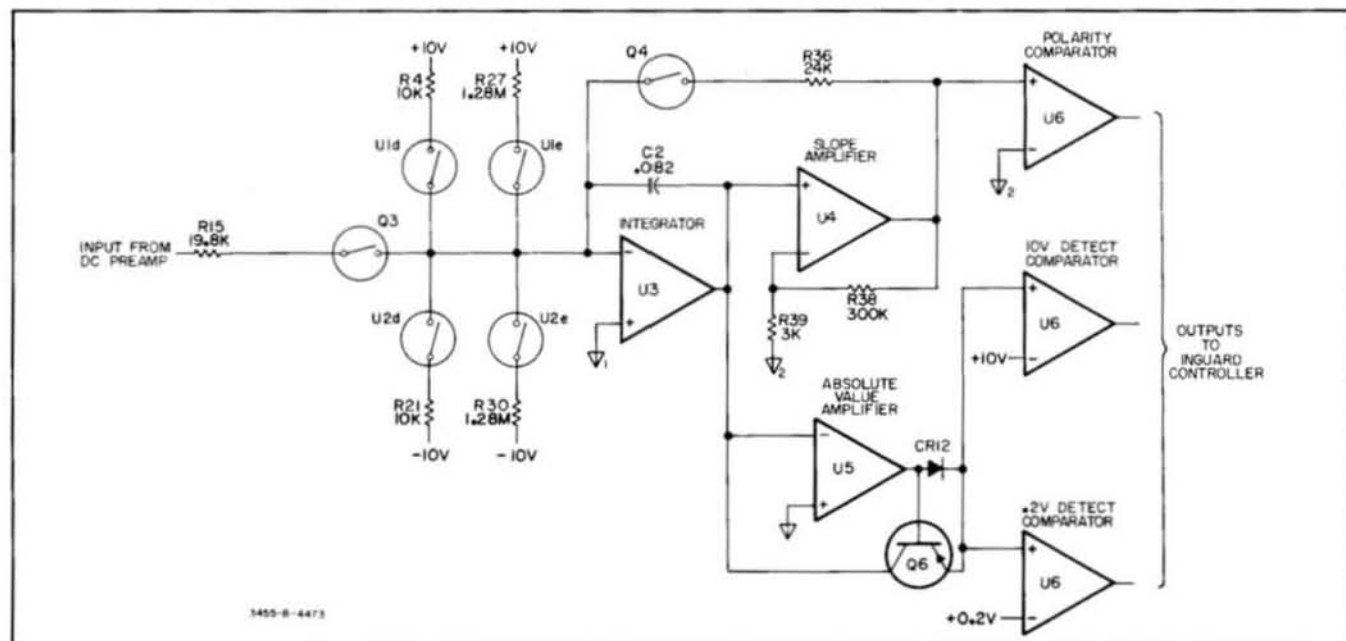 +10V
R4
10K
+10V
R27
1.28M
U1d
U1e
Q4
R36
24K
POLARITY
COMPARATOR
+
U6
-
2
C2
.082
SLOPE
AMPLIFIER
+
U4
-
R38
300K
R39
3K
2
INPUT FROM
DC PREAMP
R15
19.8K
Q3
INTEGRATOR
-
U3
+
1
U2d
U2e
R21
10K
-10V
R30
1.28M
-10V
10V DETECT
COMPARATOR
+
U6
+10V
-
OUTPUTS
TO
INGUARD
CONTROLLER
ABSOLUTE
VALUE
AMPLIFIER
-
U5
+
CR12
Q6
.2V DETECT
COMPARATOR
+
U6
+0.2V
-
3455-B-4473